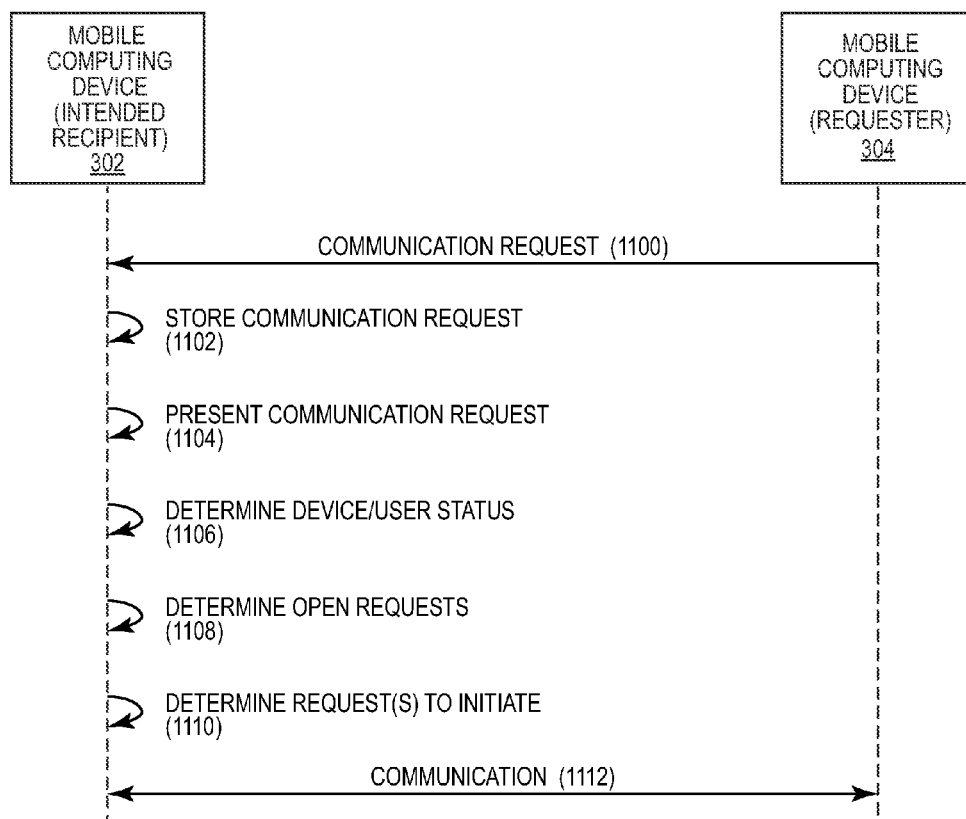 MOBILE
COMPUTING
DEVICE
(INTENDED
RECIPIENT)
302
MOBILE
COMPUTING
DEVICE
(REQUESTER)
304
COMMUNICATION REQUEST (1100)
STORE COMMUNICATION REQUEST
(1102)
PRESENT COMMUNICATION REQUEST
(1104)
DETERMINE DEVICE/USER STATUS
(1106)
DETERMINE OPEN REQUESTS
(1108)
DETERMINE REQUEST(S) TO INITIATE
(1110)
COMMUNICATION (1112)